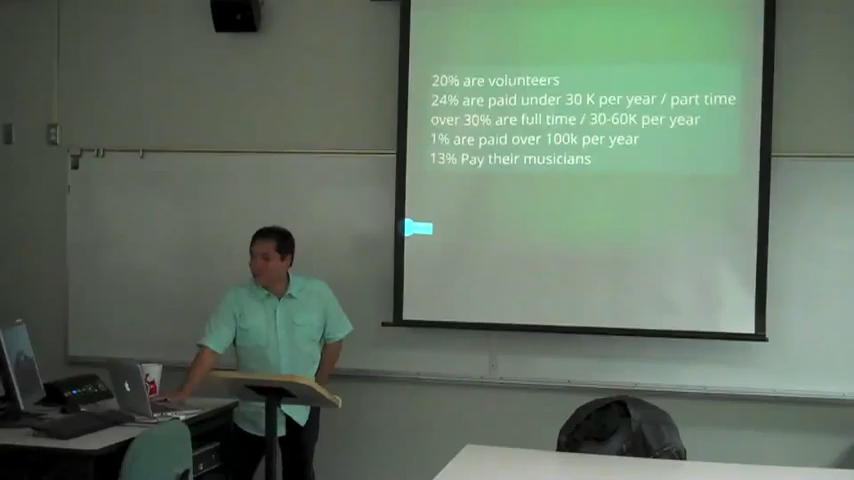 20% are volunteers
24% are paid under 30 K per year / part time
over 30% are full time / 30-60K per year
1% are paid over 100k per year
13% Pay their musicians